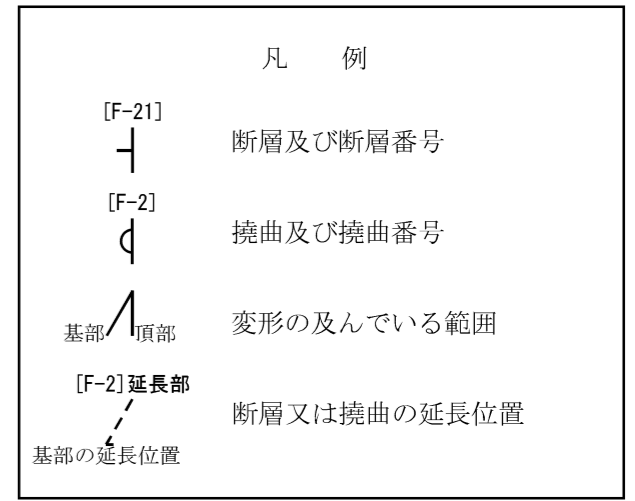 凡　例
[F-21]
断層及び断層番号
[F-2]
撓曲及び撓曲番号
基部 頂部
変形の及んでいる範囲
[F-2]延長部
断層又は撓曲の延長位置
基部の延長位置